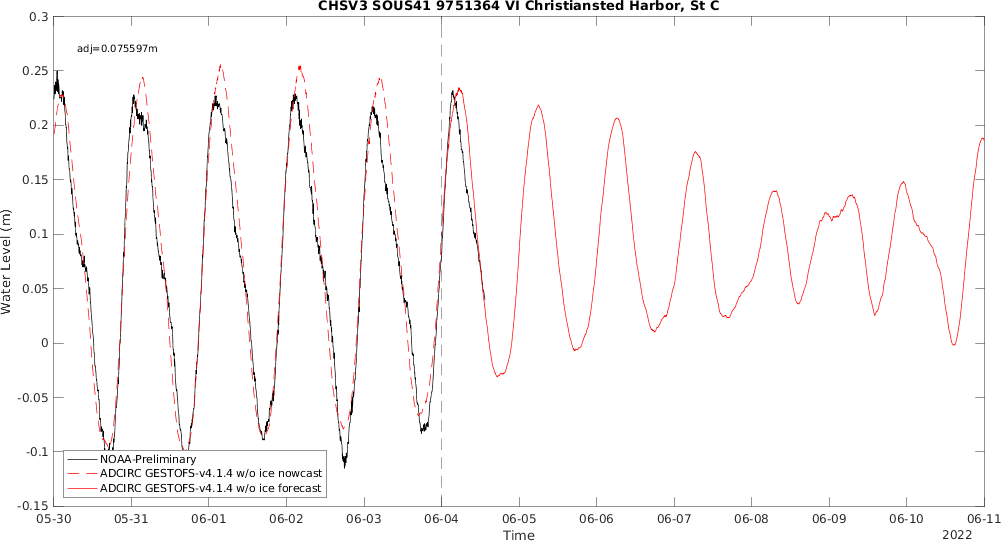 CHSV3 SOUS41 9751364 VI Christiansted Harbor, St C
adj=0.075597m
0.3
0.25
0.2
0.15
0.1
0.05
0
-0.05
-0.1
-0.15
Water Level (m)
NOAA-Preliminary
ADCIRC GESTOFS-v4.1.4 w/o ice nowcast
ADCIRC GESTOFS-v4.1.4 w/o ice forecast
05-30 05-31 06-01 06-02 06-03 06-04 06-05 06-06 06-07 06-08 06-09 06-10 06-11
Time
2022